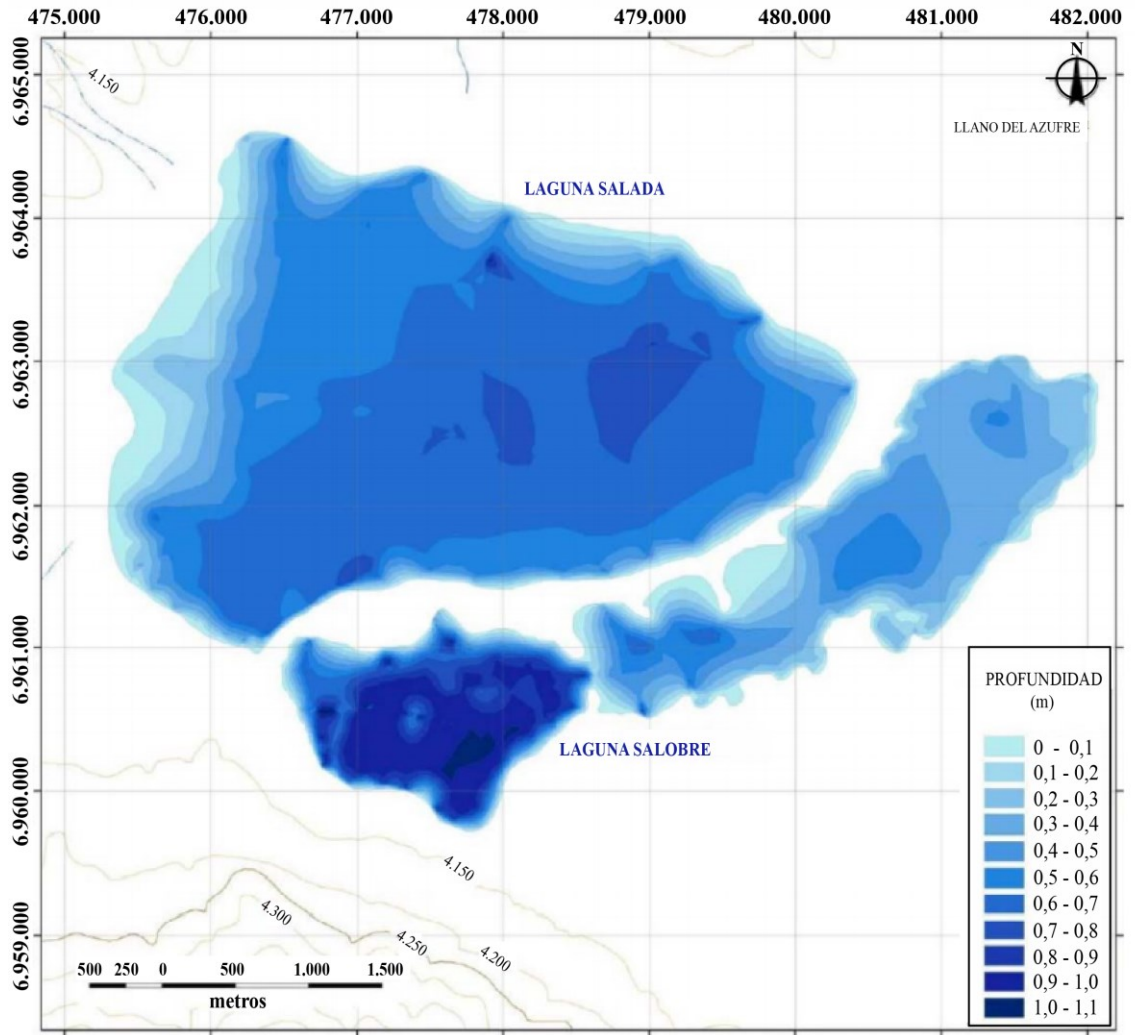 475.000 476.000 477.000 478.000 479.000 480.000 481.000 482.000
6.965.000
6.964.000
6.963.000
6.962.000
6.961.000
6.960.000
6.959.000
N
4.150
LLANO DEL AZUFRE
LAGUNA SALADA
LAGUNA SALOBRE
4.150
4.300
4.250
4.200
500 250 0 500 1.000 1.500
metros
PROFUNDIDAD
(m)
0 - 0,1
0,1 - 0,2
0,2 - 0,3
0,3 - 0,4
0,4 - 0,5
0,5 - 0,6
0,6 - 0,7
0,7 - 0,8
0,8 - 0,9
0,9 - 1,0
1,0 - 1,1